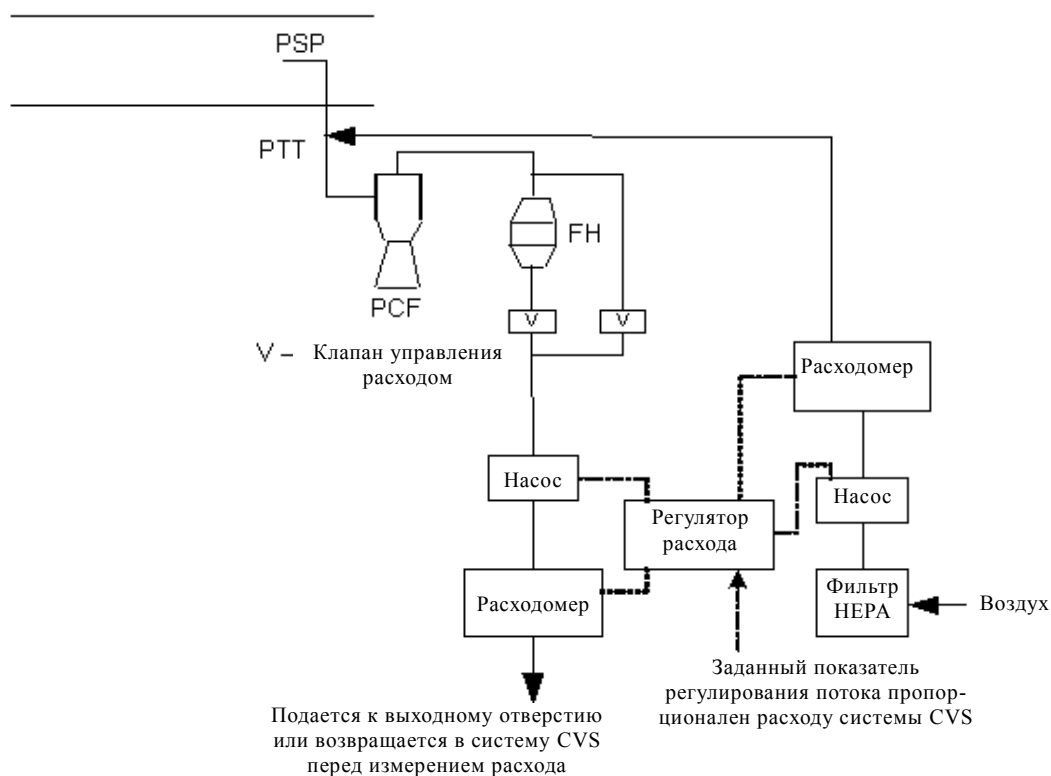 PSP
PTT
FH
PCF
V
V
V – Клапан управления
расходом
Расходомер
Насос
Насос
Регулятор
расхода
Расходомер
Фильтр
НЕРА
Воздух
Заданный показатель
регулирования потока пропор-
ционален расходу системы CVS
Подается к выходному отверстию
или возвращается в систему CVS
перед измерением расхода